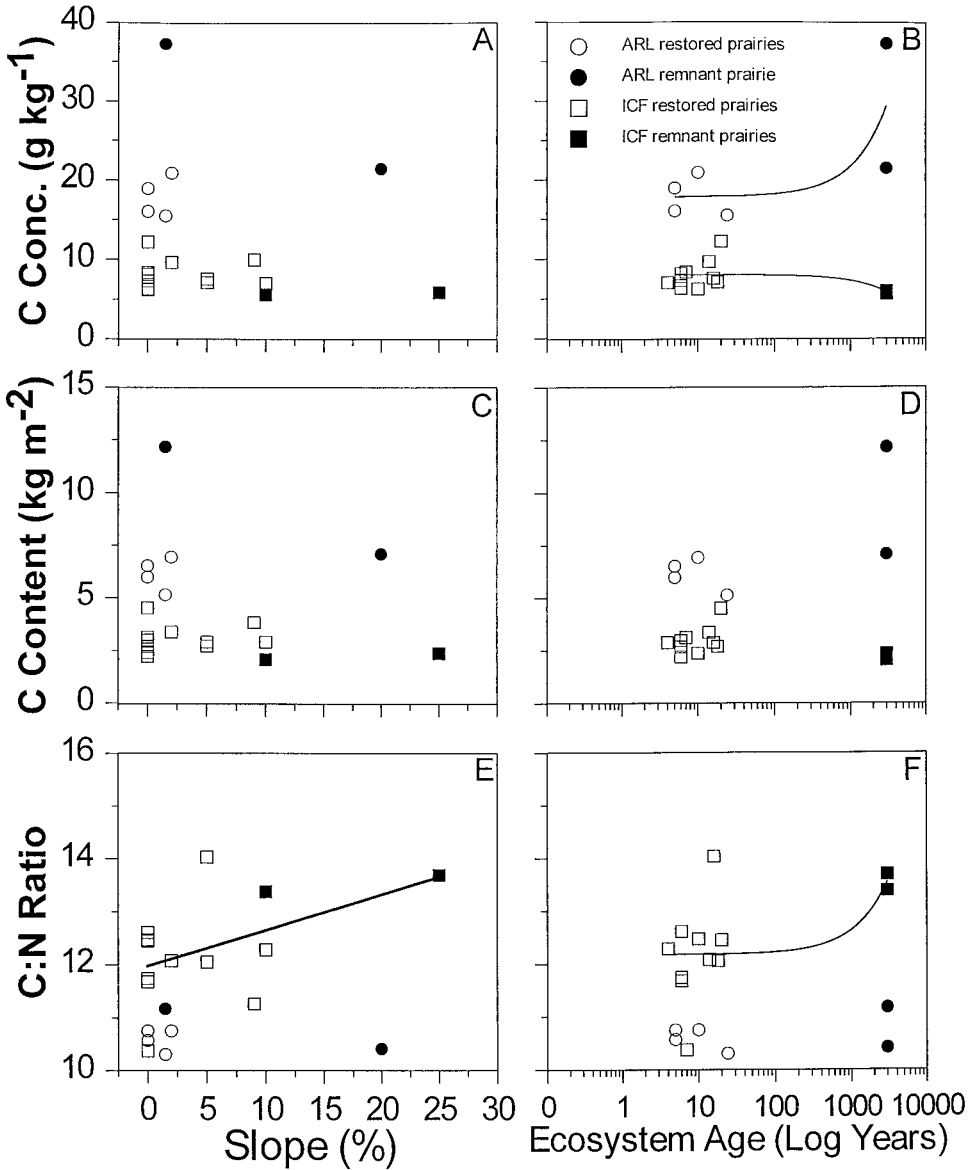 A
40
30
20
10
0
C Conc. (g kg⁻¹)
B
ARL restored prairies
ARL remnant prairie
ICF restored prairies
ICF remnant prairies
C
15
10
5
0
C Content (kg m⁻²)
D
E
16
14
12
10
C:N Ratio
0 5 10 15 20 25 30
Slope (%)
F
0 1 10 100 1000 10000
Ecosystem Age (Log Years)